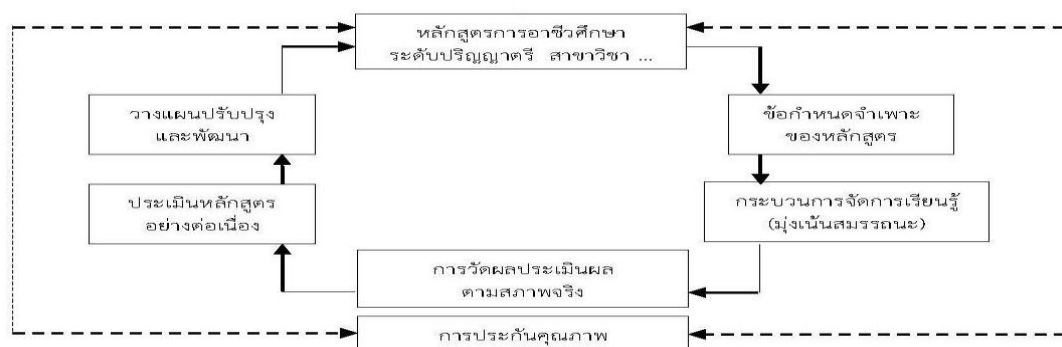 หลักสูตรการอาชีวศึกษา
ระดับปริญญาตรี สาขาวิชา ...
ข้อกำหนดจำเพาะ
ของหลักสูตร
กระบวนการจัดการเรียนรู้
(มุ่งเน้นสมรรถนะ)
การวัดผลประเมินผล
ตามสภาพจริง
ประเมินหลักสูตร
อย่างต่อเนื่อง
วางแผนปรับปรุง
และพัฒนา
การประกันคุณภาพ